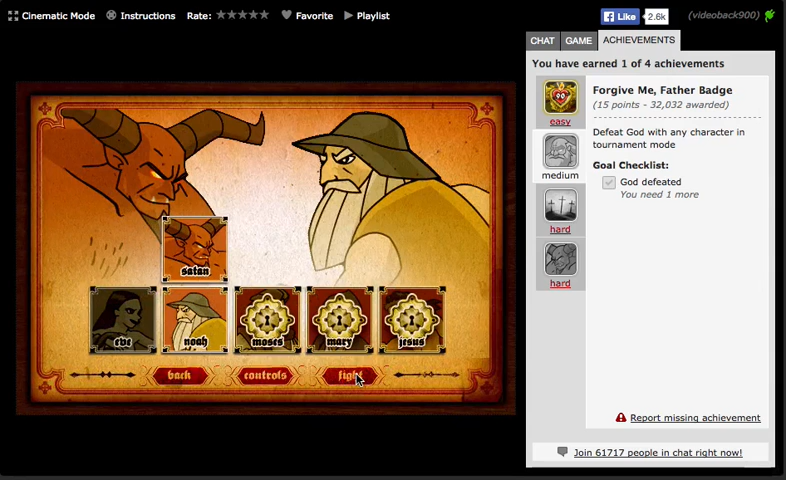 Cinematic Mode Instructions Rate: Favorite Playlist
Like 2.6k (videoback900)
CHAT GAME ACHIEVEMENTS
You have earned 1 of 4 achievements
90
easy
medium
hard
hard
Forgive Me, Father Badge
(15 points - 32,032 awarded)
Defeat God with any character in
tournament mode
Goal Checklist:
God defeated
You need 1 more
satan
eve noah moses mary jesus
back controls fight
Report missing achievement
Join 61717 people in chat right now!